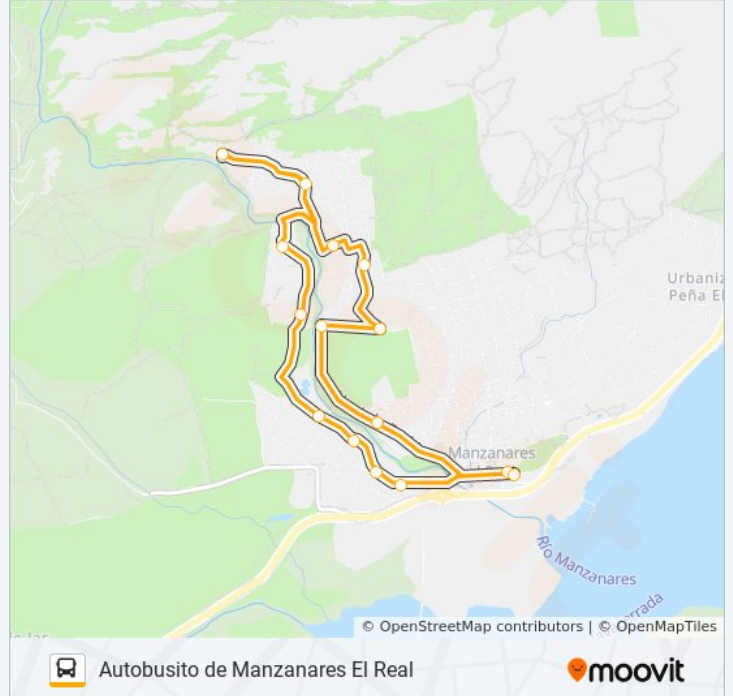 Urbaniz
Peña El
Manzanares
Río Manzanares
© OpenStreetMap contributors | © OpenMapTiles
Autobusito de Manzanares El Real
moovit